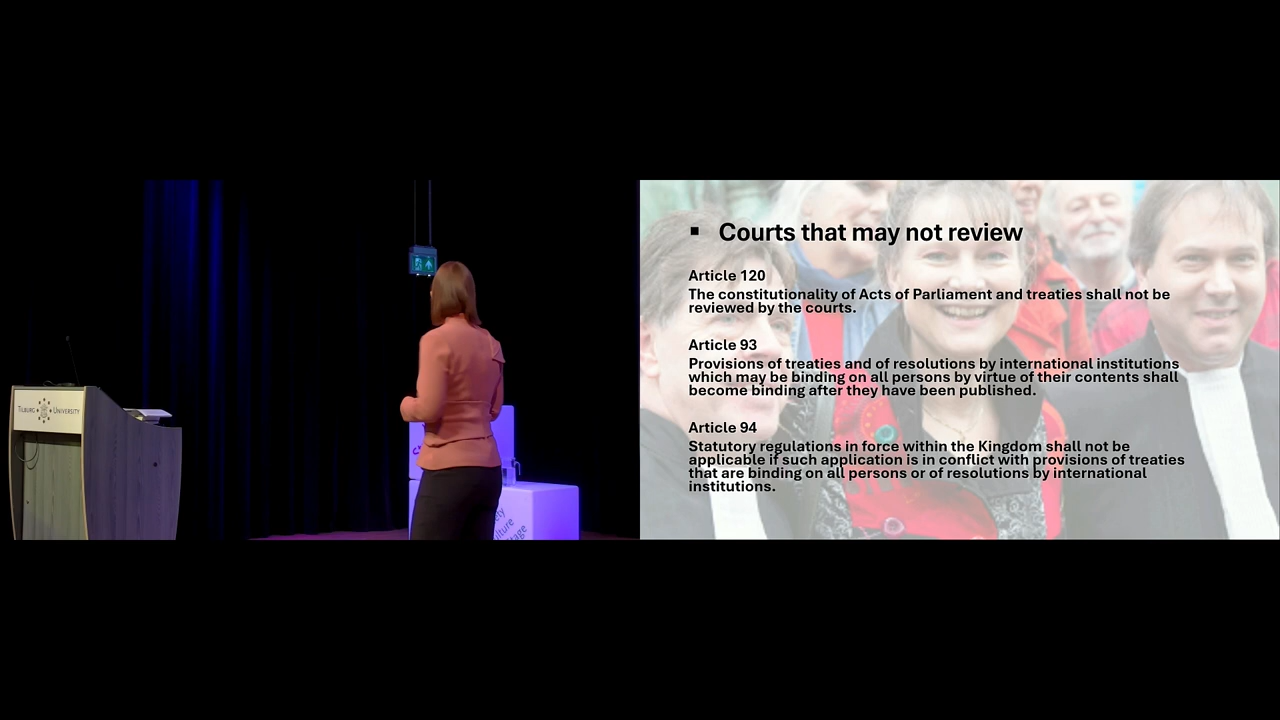 TILBURG UNIVERSITY
▪ Courts that may not review
Article 120
The constitutionality of Acts of Parliament and treaties shall not be
reviewed by the courts.
Article 93
Provisions of treaties and of resolutions by international institutions
which may be binding on all persons by virtue of their contents shall
become binding after they have been published.
Article 94
Statutory regulations in force within the Kingdom shall not be
applicable if such application is in conflict with provisions of treaties
that are binding on all persons or of resolutions by international
institutions.